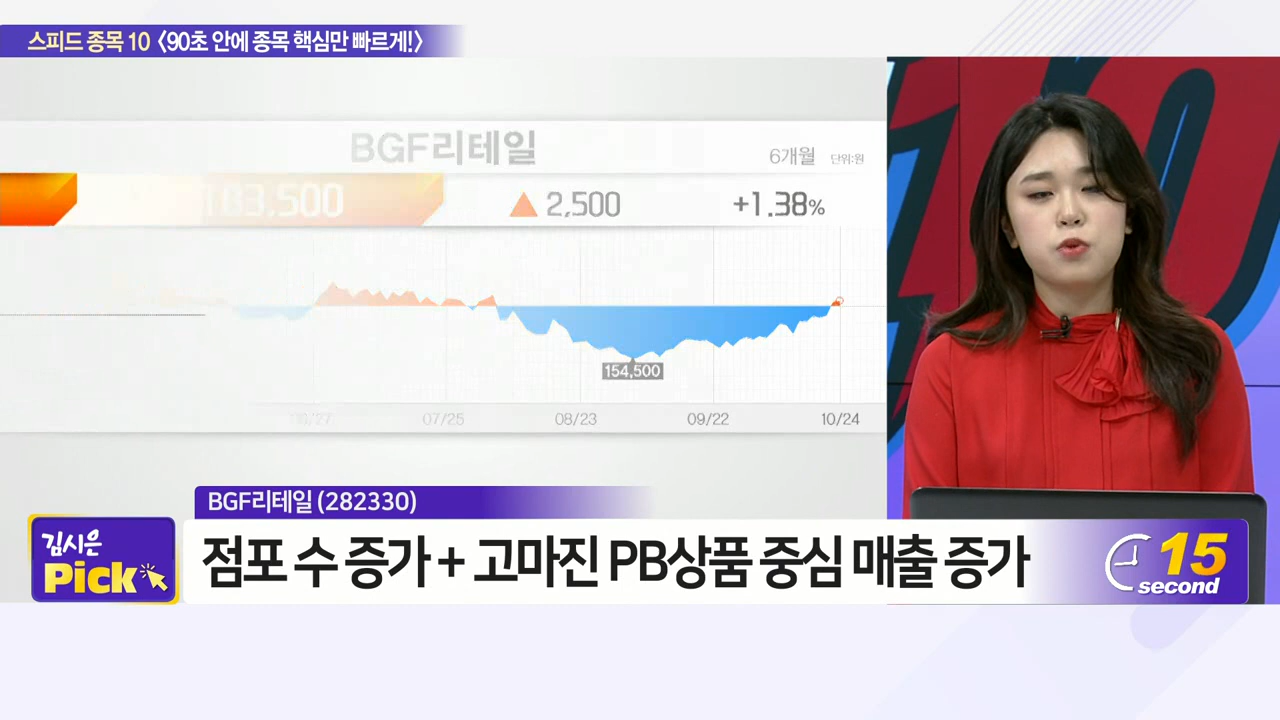 스피드 종목 10 <90초 안에 종목 핵심만 빠르게!>
BGF리테일
6개월 단위:원
183,500 ▲ 2,500 +1.38%
154,500
07/25 08/23 09/22 10/24
BGF리테일 (282330)
김시은
Pick
점포 수 증가 + 고마진 PB상품 중심 매출 증가
15
second